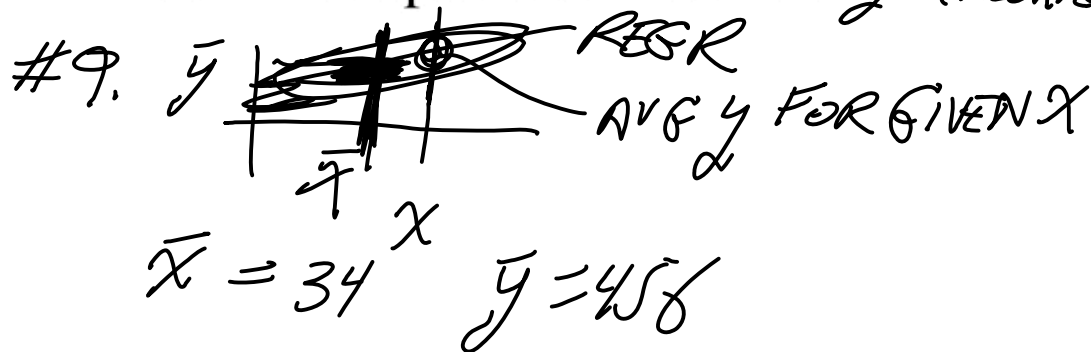 #9. ȳ REGR
AVG y FOR GIVEN X
x̄
x
x̄ = 34 ȳ = 456